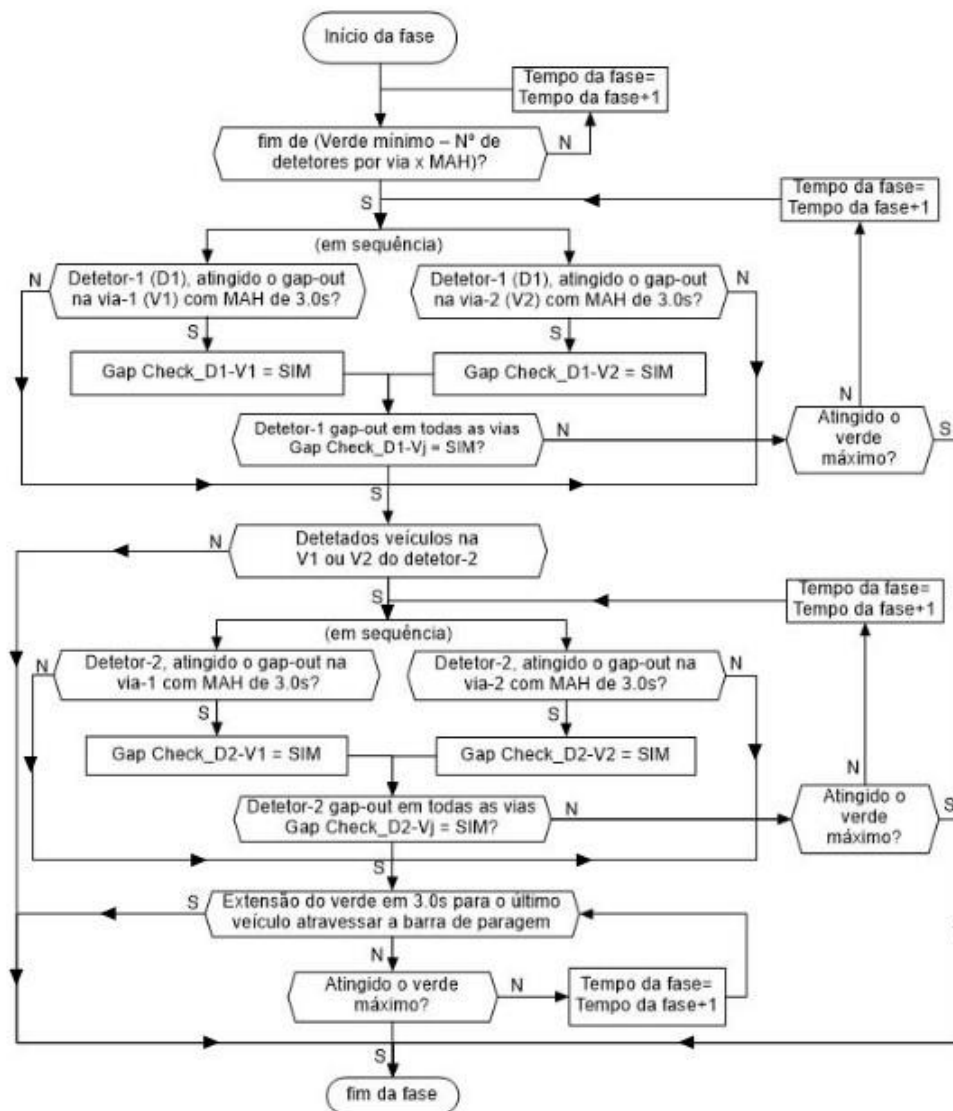 Início da fase
Tempo da fase=
Tempo da fase+1
fim de (Verde mínimo – Nº de
detetores por via x MAH)?
N
Tempo da fase=
Tempo da fase+1
S
(em sequência)
N
Detetor-1 (D1), atingido o gap-out
na via-1 (V1) com MAH de 3.0s?
Detetor-1 (D1), atingido o gap-out
na via-2 (V2) com MAH de 3.0s?
N
S
S
Gap Check_D1-V1 = SIM
Gap Check_D1-V2 = SIM
N
Detetor-1 gap-out em todas as vias
Gap Check_D1-Vj = SIM?
N
Atingido o
verde
máximo?
S
S
N
Detetados veículos na
V1 ou V2 do detetor-2
Tempo da fase=
Tempo da fase+1
S
(em sequência)
N
Detetor-2, atingido o gap-out na
via-1 com MAH de 3.0s?
Detetor-2, atingido o gap-out na
via-2 com MAH de 3.0s?
N
S
S
Gap Check_D2-V1 = SIM
Gap Check_D2-V2 = SIM
N
Detetor-2 gap-out em todas as vias
Gap Check_D2-Vj = SIM?
N
Atingido o
verde
máximo?
S
S
S
Extensão do verde em 3.0s para o último
veículo atravessar a barra de paragem
N
Atingido o verde
máximo?
N
Tempo da fase=
Tempo da fase+1
S
fim da fase